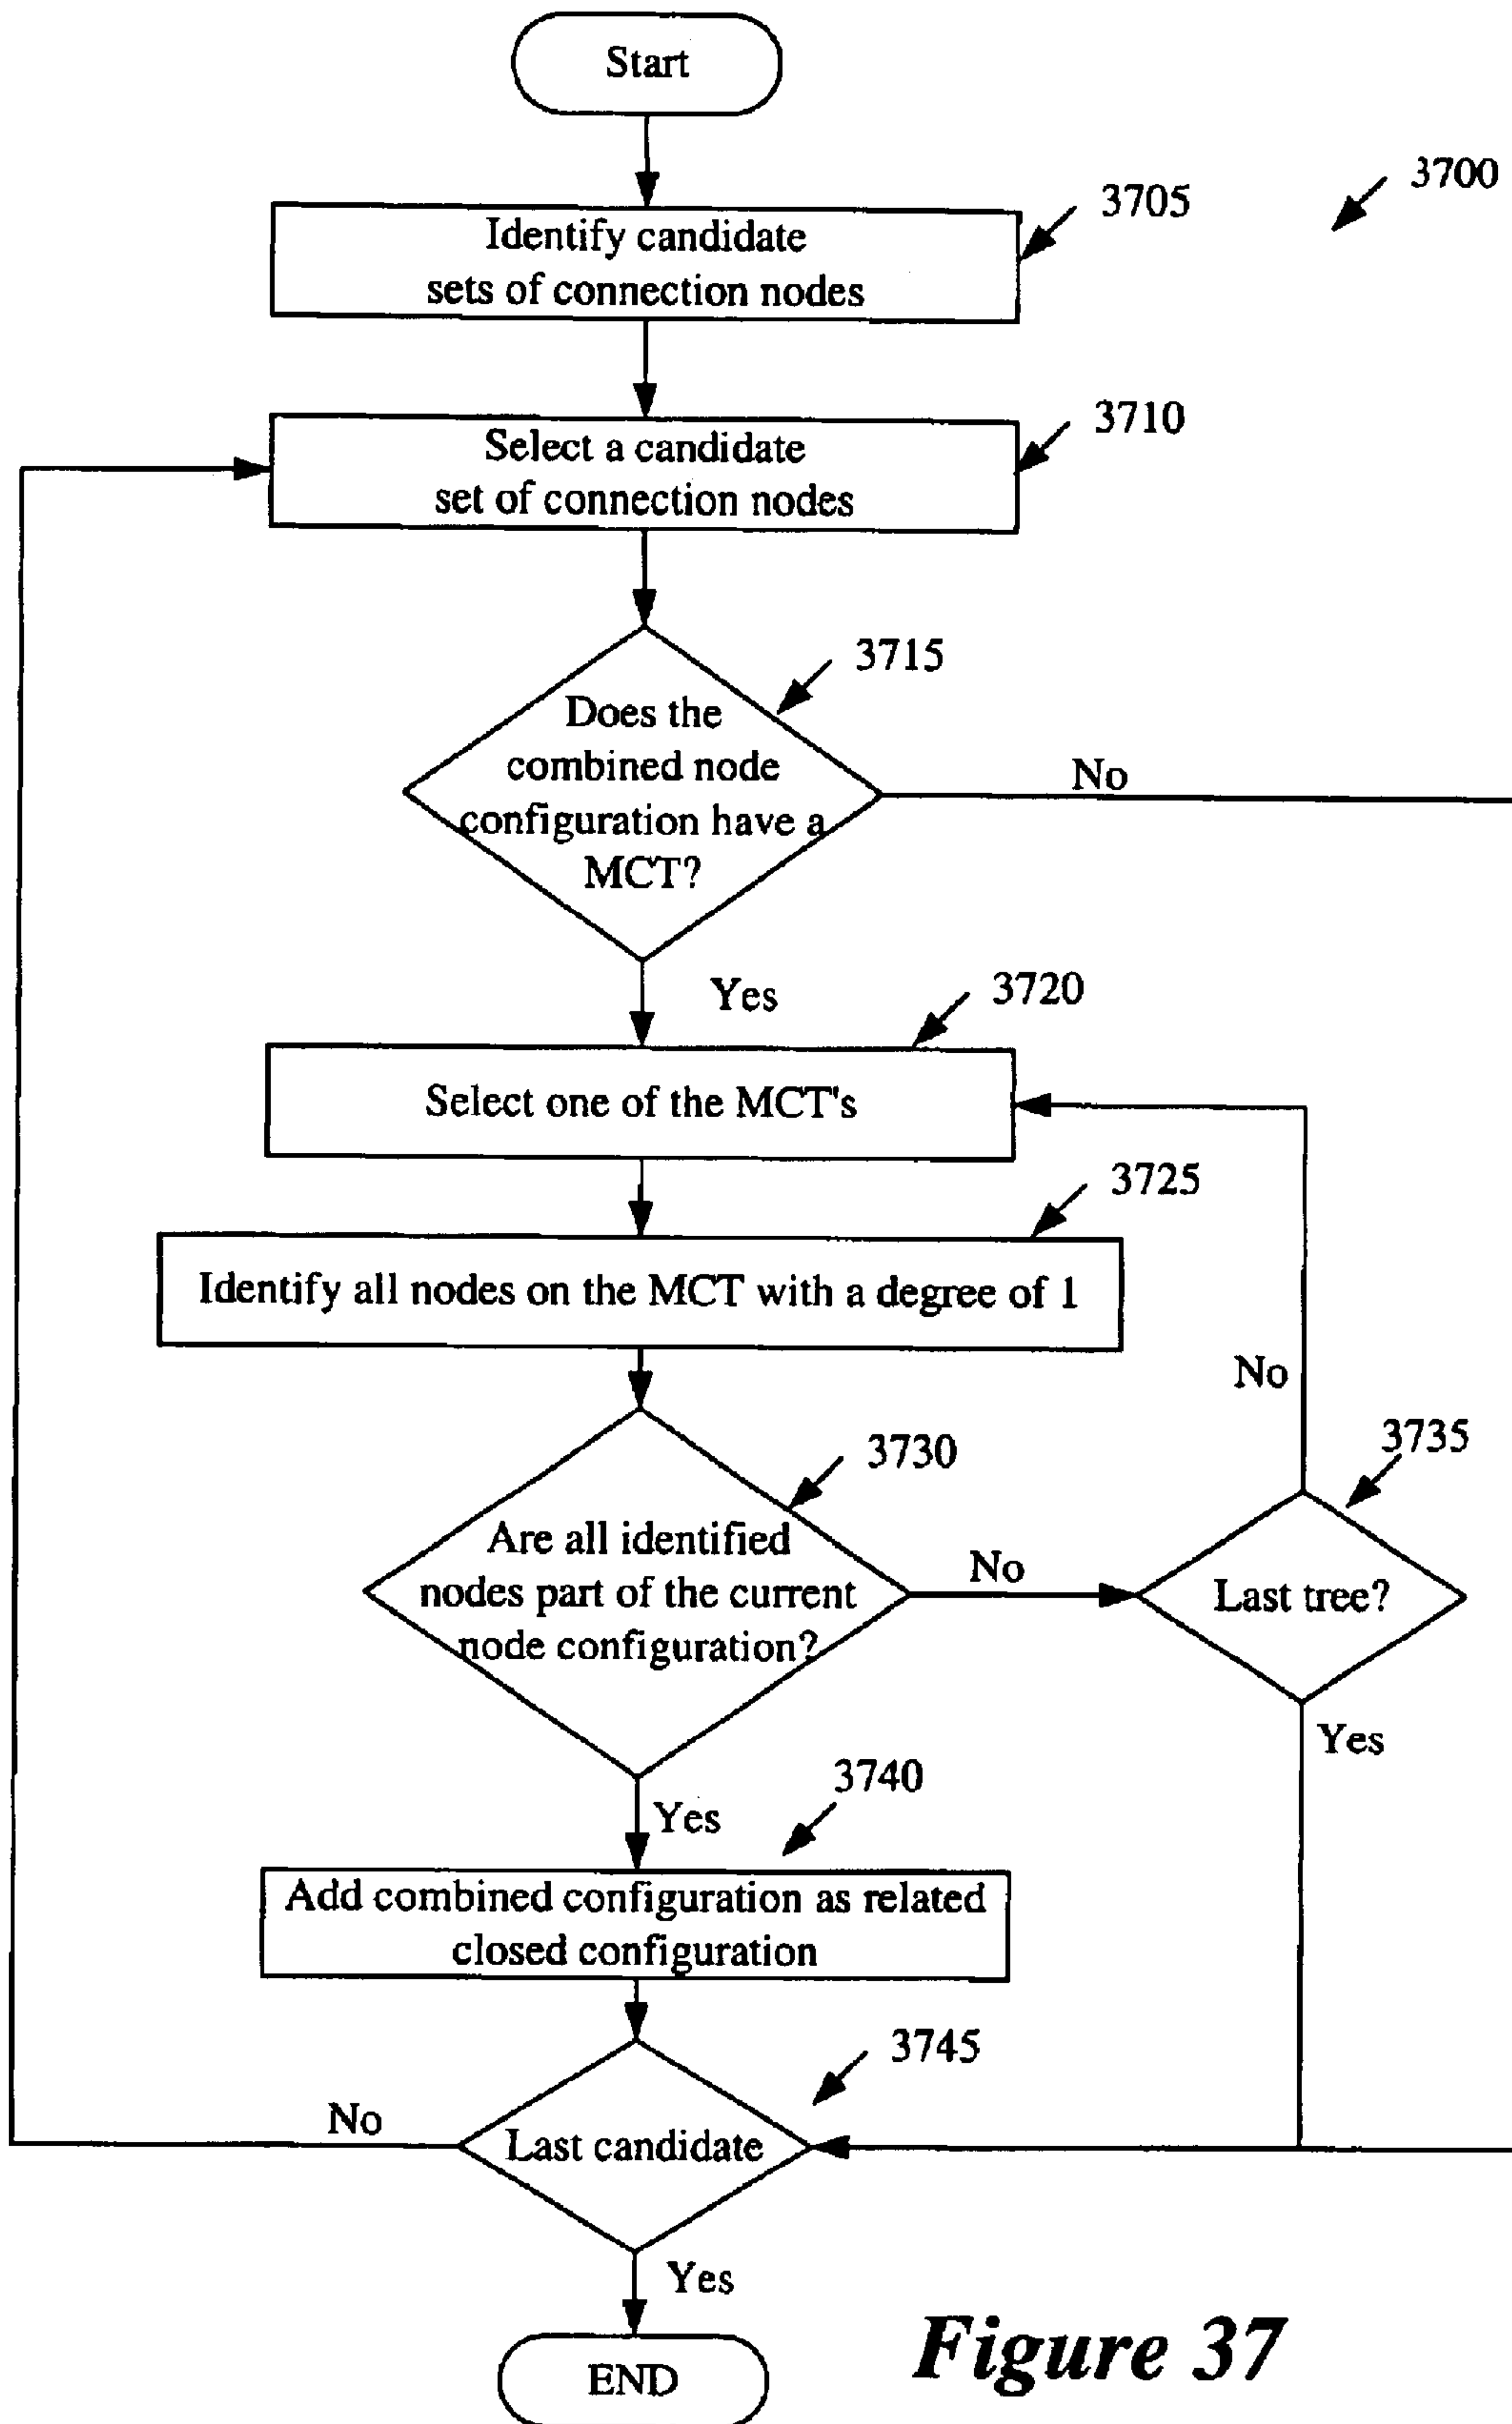 Start
3700
3705
Identify candidate
sets of connection nodes
3710
Select a candidate
set of connection nodes
3715
Does the
combined node
configuration have a
MCT?
No
Yes
3720
Select one of the MCT's
3725
Identify all nodes on the MCT with a degree of 1
No
3730
3735
Are all identified
nodes part of the current
node configuration?
No
Last tree?
Yes
3740
Yes
Add combined configuration as related
closed configuration
3745
No
Last candidate
Yes
END
Figure 37